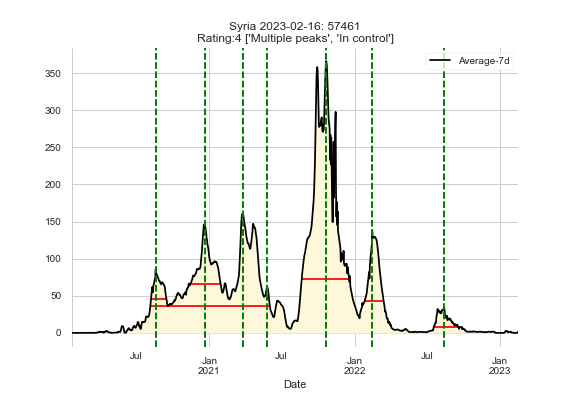 Syria 2023-02-16: 57461
Rating:4 ['Multiple peaks', 'In control']
Average-7d
350
300
250
200
150
100
50
0
Jul
Jan
2021
Jul
Jan
2022
Jul
Jan
2023
Date